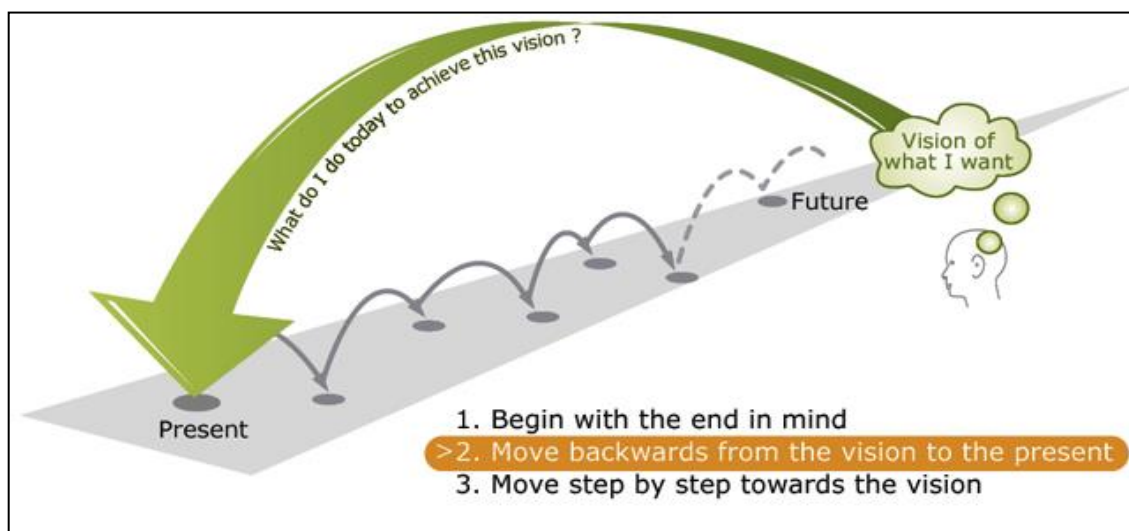 What do I do today to achieve this vision ?
Vision of
what I want
Future
Present
1. Begin with the end in mind
>2. Move backwards from the vision to the present
3. Move step by step towards the vision